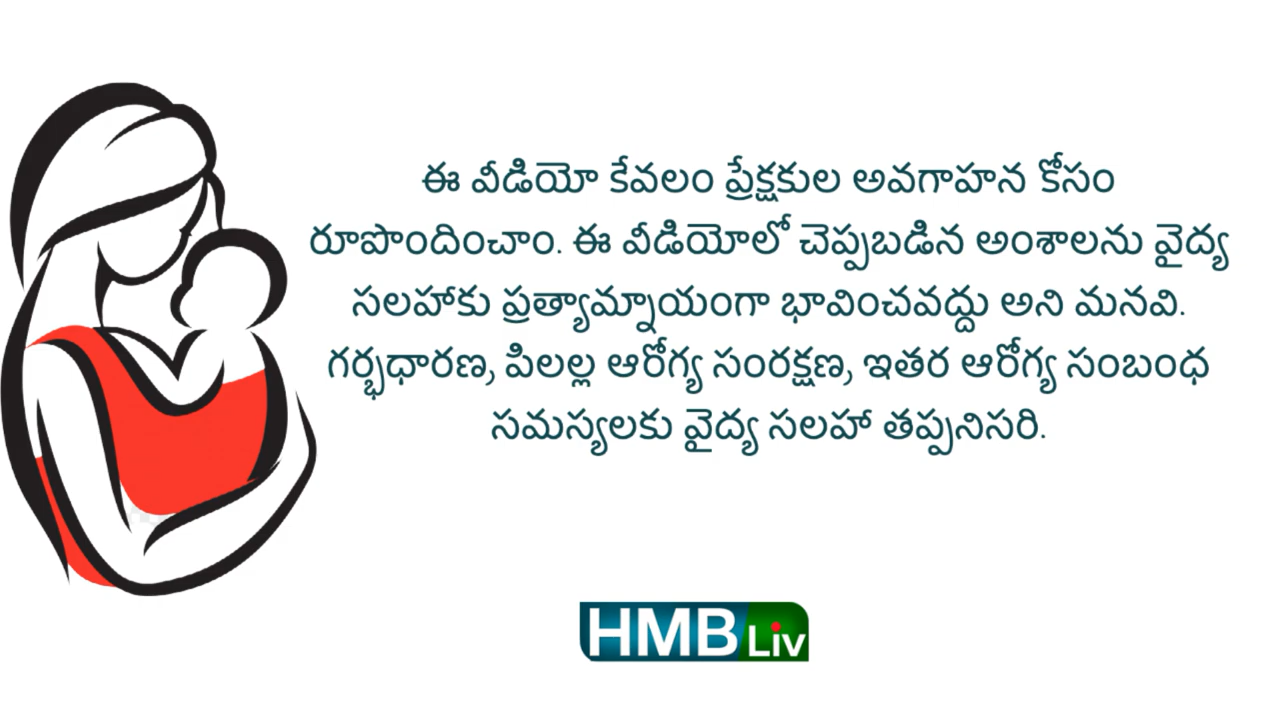 ఈ వీడియో కేవలం ప్రేక్షకుల అవగాహన కోసం
రూపొందించాం. ఈ వీడియోలో చెప్పబడిన అంశాలను వైద్య
సలహాకు ప్రత్యామ్నాయంగా భావించవద్దు అని మనవి.
గర్భధారణ, పిలల్ల ఆరోగ్య సంరక్షణ, ఇతర ఆరోగ్య సంబంధ
సమస్యలకు వైద్య సలహా తప్పనిసరి.
HMB Liv